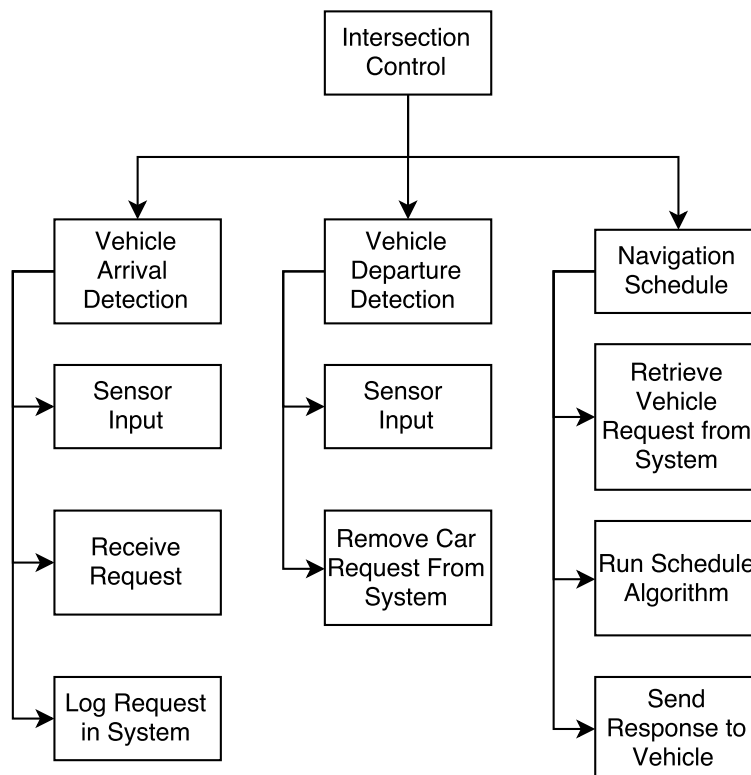 Intersection
Control
Vehicle
Arrival
Detection
Sensor
Input
Receive
Request
Log Request
in System
Vehicle
Departure
Detection
Sensor
Input
Remove Car
Request From
System
Navigation
Schedule
Retrieve
Vehicle
Request from
System
Run Schedule
Algorithm
Send
Response to
Vehicle